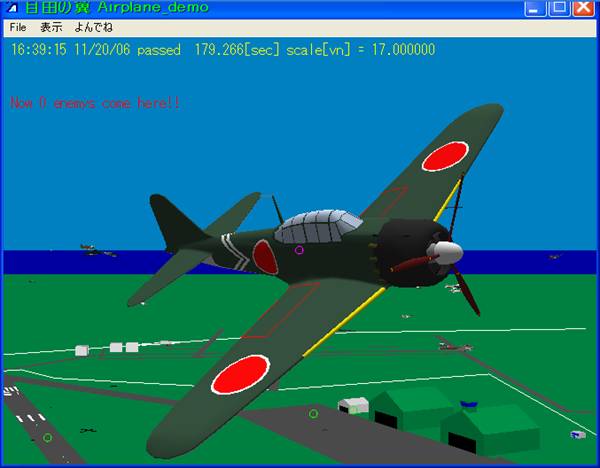 自由の翼 Airplane_demo
File 表示 よんでね
16:39:15 11/20/06 passed 179.266[sec] scale[vn] = 17.000000
Now 0 enemys come here!!